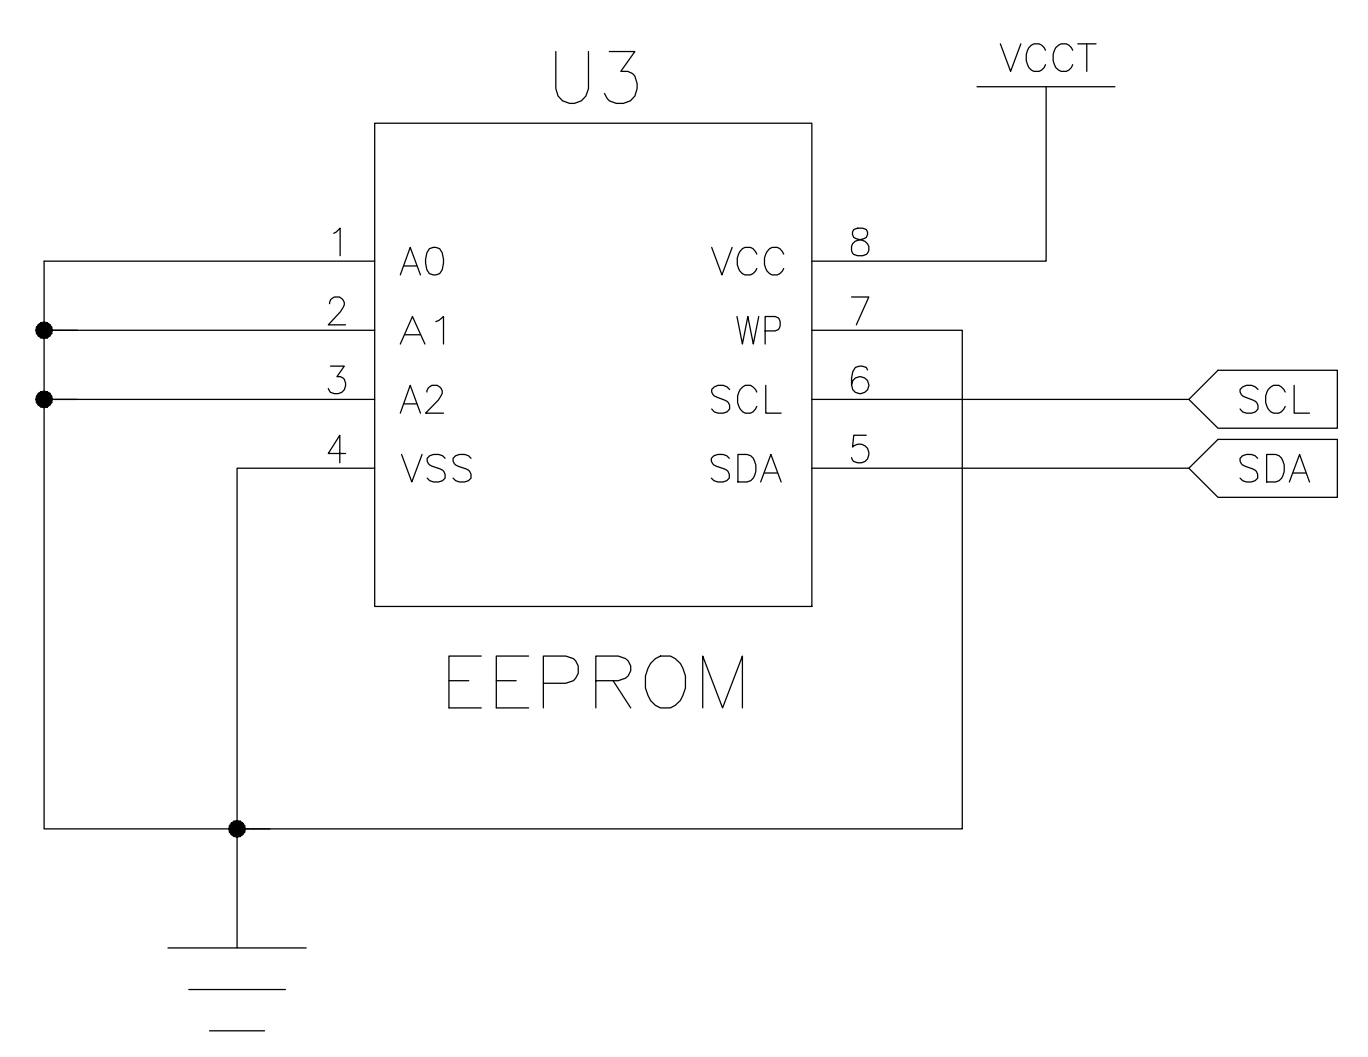 U3
VCCT
1 A0 VCC 8
2 A1 WP 7
3 A2 SCL 6 SCL
4 VSS SDA 5 SDA
EEPROM